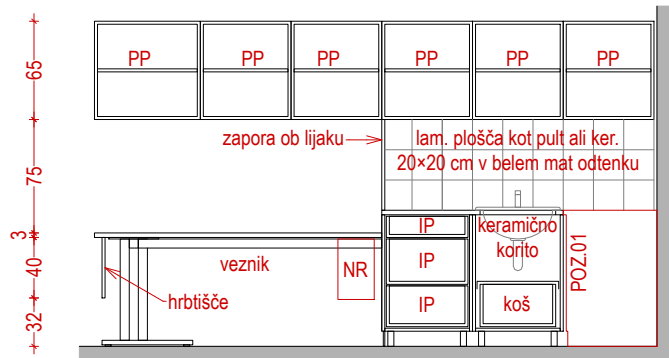 65
75
3
40
32
PP
PP
PP
PP
PP
PP
zapora ob lijaku
lam. plošča kot pult ali ker.
20×20 cm v belem mat odtenku
IP
keramično
korito
IP
IP
koš
veznik
NR
hrbtišče
POZ.01